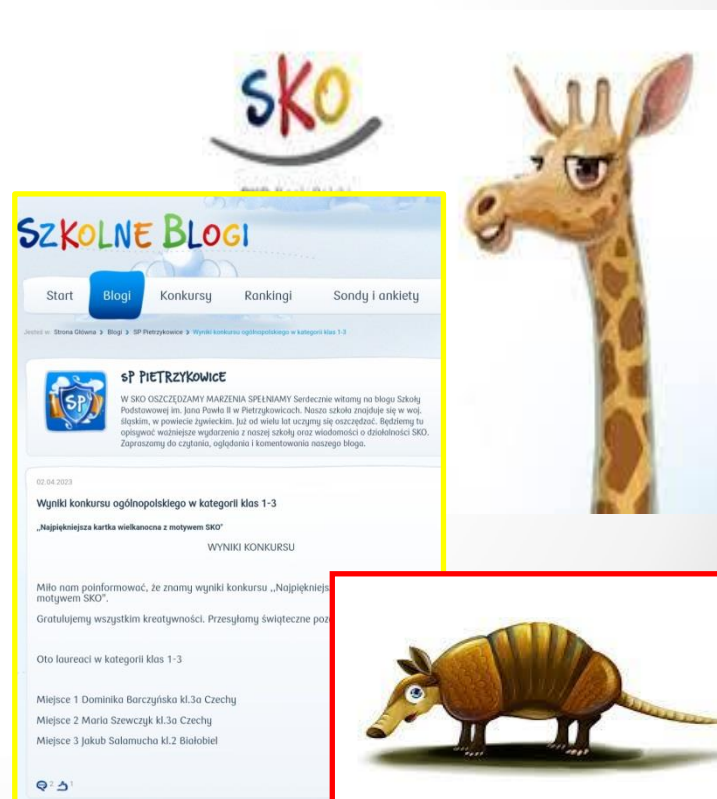 SKO
SZKOLNE BLOGI
Start Blogi Konkursy Rankingi Sondy i ankiety
Jesteś w: Strona Główna > Blogi > SP Pietrzykowice > Wyniki konkursu ogólnopolskiego w kategorii klas 1-3
SP
SP PIETRZYKOWICE
W SKO OSZCZĘDZAMY MARZENIA SPEŁNIAMY Serdecznie witamy na blogu Szkoły
Podstawowej im. Jana Pawła II w Pietrzykowicach. Nasza szkoła znajduje się w woj.
śląskim, w powiecie żywieckim. Już od wielu lat uczymy się oszczędzać. Będziemy tu
opisywać ważniejsze wydarzenia z naszej szkoły oraz wiadomości o działalności SKO.
Zapraszamy do czytania, oglądania i komentowania naszego bloga.
02.04.2023
Wyniki konkursu ogólnopolskiego w kategorii klas 1-3
,,Najpiękniejsza kartka wielkanocna z motywem SKO"
WYNIKI KONKURSU
Miło nam poinformować, że znamy wyniki konkursu ,,Najpiękniejs
motywem SKO".
Gratulujemy wszystkim kreatywności. Przesyłamy świąteczne poz
Oto laureaci w kategorii klas 1-3
Miejsce 1 Dominika Barczyńska kl.3a Czechy
Miejsce 2 Maria Szewczyk kl.3a Czechy
Miejsce 3 Jakub Salamucha kl.2 Białobiel
2 1